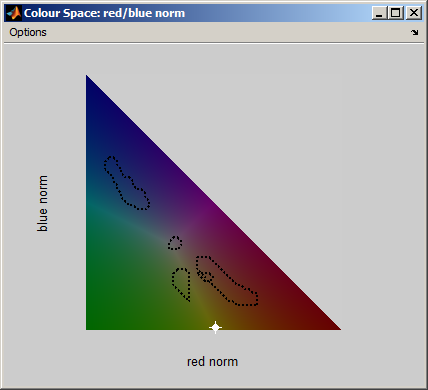 Colour Space: red/blue norm
Options
blue norm
red norm